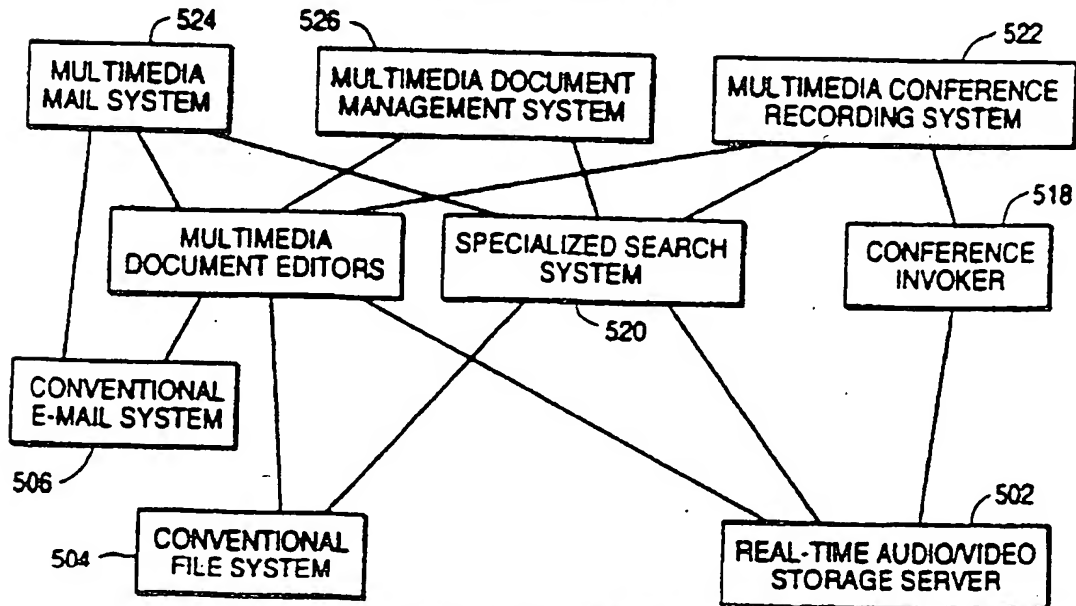 524
526
522
MULTIMEDIA
MAIL SYSTEM
MULTIMEDIA DOCUMENT
MANAGEMENT SYSTEM
MULTIMEDIA CONFERENCE
RECORDING SYSTEM
518
MULTIMEDIA
DOCUMENT EDITORS
SPECIALIZED SEARCH
SYSTEM
CONFERENCE
INVOKER
520
CONVENTIONAL
E-MAIL SYSTEM
506
502
504
CONVENTIONAL
FILE SYSTEM
REAL-TIME AUDIO/VIDEO
STORAGE SERVER